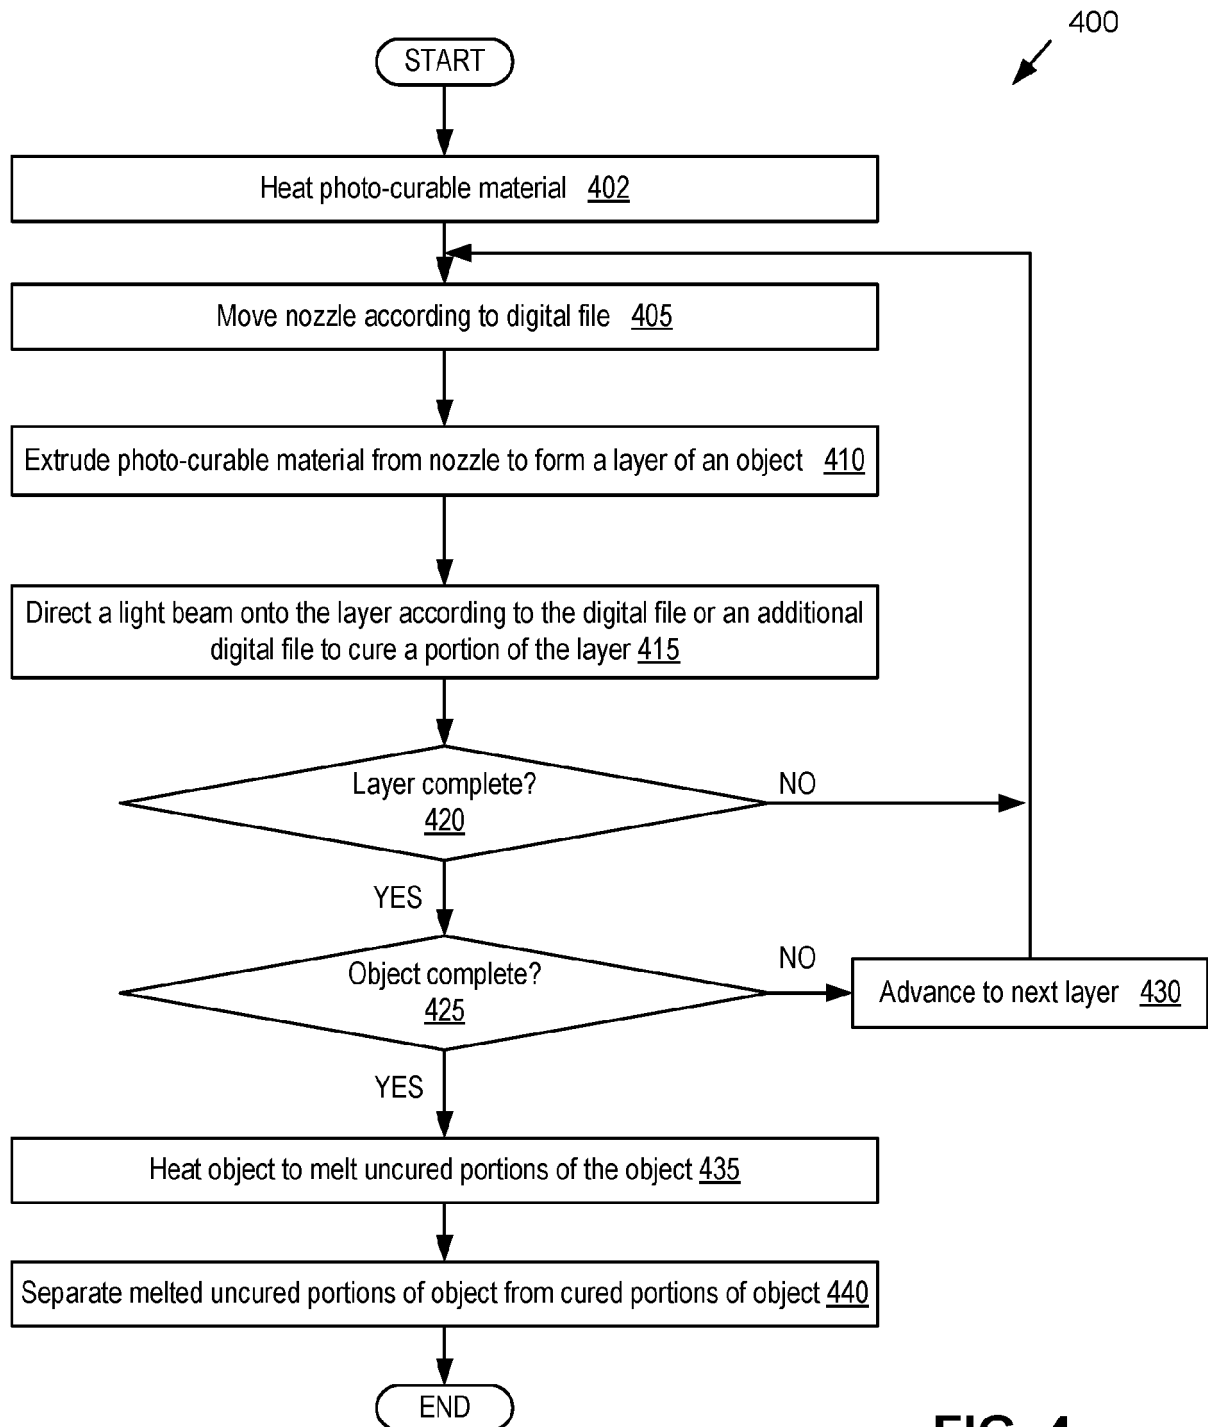 400
START
Heat photo-curable material 402
Move nozzle according to digital file 405
Extrude photo-curable material from nozzle to form a layer of an object 410
Direct a light beam onto the layer according to the digital file or an additional
digital file to cure a portion of the layer 415
Layer complete?
420
NO
YES
Object complete?
425
NO
Advance to next layer 430
YES
Heat object to melt uncured portions of the object 435
Separate melted uncured portions of object from cured portions of object 440
END
FIG. 4